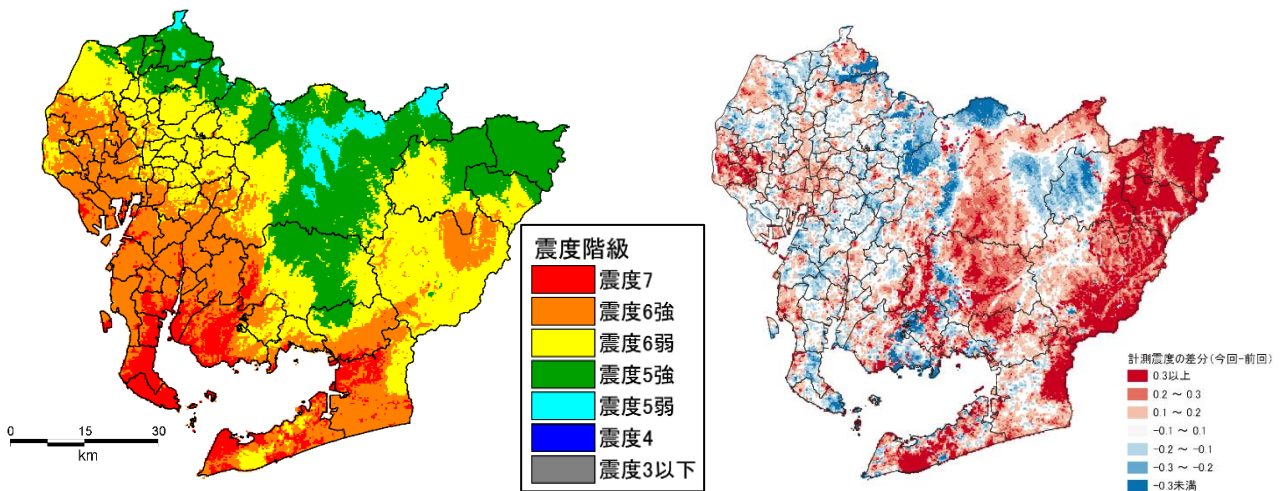 震度階級
震度7
震度6強
震度6弱
震度5強
震度5弱
震度4
震度3以下
0 15 30
km
計測震度の差分(今回-前回)
0.3以上
0.2 ～ 0.3
0.1 ～ 0.2
-0.1 ～ 0.1
-0.2 ～ -0.1
-0.3 ～ -0.2
-0.3未満